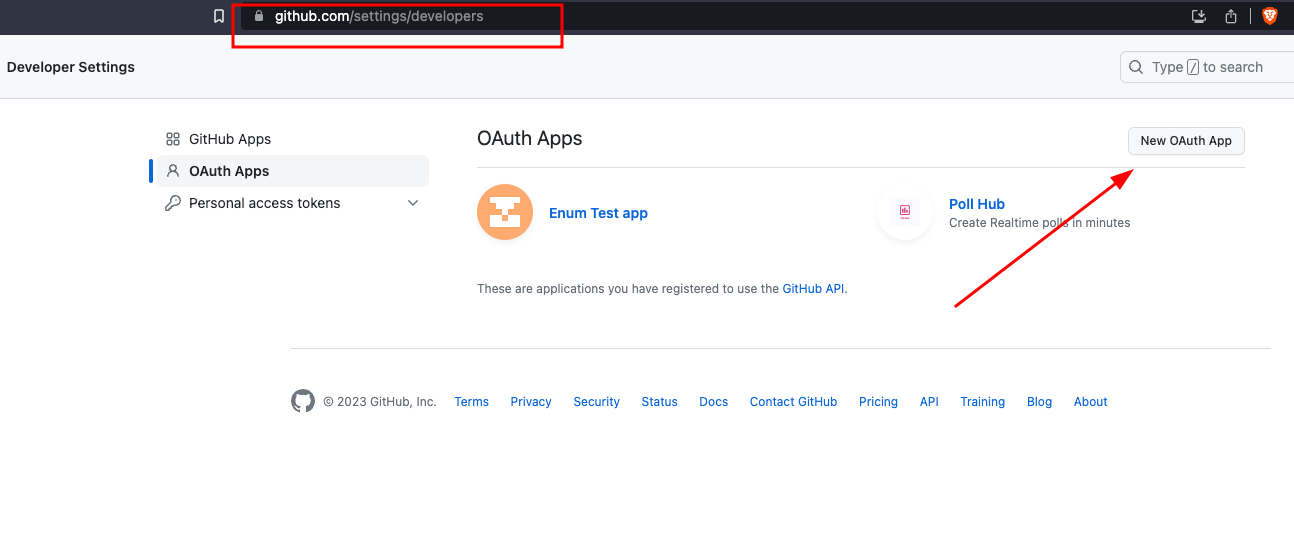 github.com/settings/developers
Developer Settings
Type / to search
GitHub Apps
OAuth Apps
Personal access tokens
OAuth Apps
New OAuth App
Enum Test app
Poll Hub
Create Realtime polls in minutes
These are applications you have registered to use the GitHub API.
© 2023 GitHub, Inc. Terms Privacy Security Status Docs Contact GitHub Pricing API Training Blog About